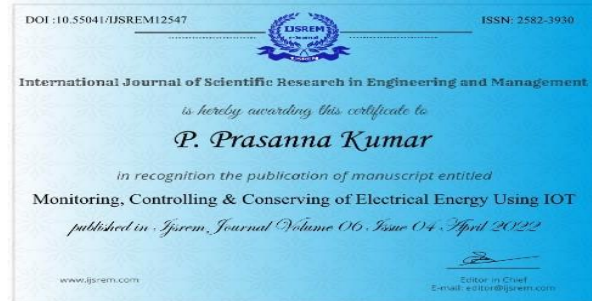 DOI :10.55041/IJSREM12547
ISSN: 2582-3930
IJSREM
e-Journal
International Journal of Scientific Research in Engineering and Management
is hereby awarding this certificate to
P. Prasanna Kumar
in recognition the publication of manuscript entitled
Monitoring, Controlling & Conserving of Electrical Energy Using IOT
published in Ijsrem Journal Volume 06 Issue 04 April 2022
www.ijsrem.com
Editor in Chief
E-mail: editor@ijsrem.com